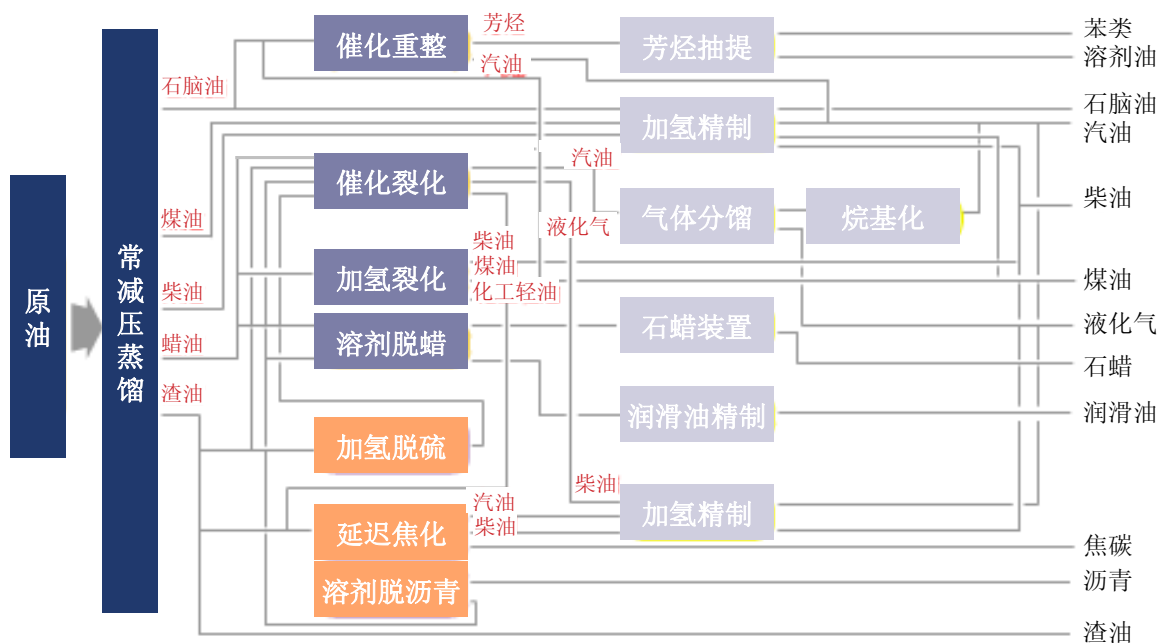 原油
常减压蒸馏
石脑油
煤油
柴油
蜡油
渣油
催化重整
催化裂化
加氢裂化
溶剂脱蜡
加氢脱硫
延迟焦化
溶剂脱沥青
芳烃
汽油
汽油
液化气
柴油
煤油
化工轻油
柴油
汽油
柴油
芳烃抽提
加氢精制
气体分馏
烷基化
石蜡装置
润滑油精制
加氢精制
苯类
溶剂油
石脑油
汽油
柴油
煤油
液化气
石蜡
润滑油
焦碳
沥青
渣油